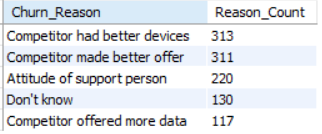 Churn_Reason Reason_Count
Competitor had better devices 313
Competitor made better offer 311
Attitude of support person 220
Don't know 130
Competitor offered more data 117